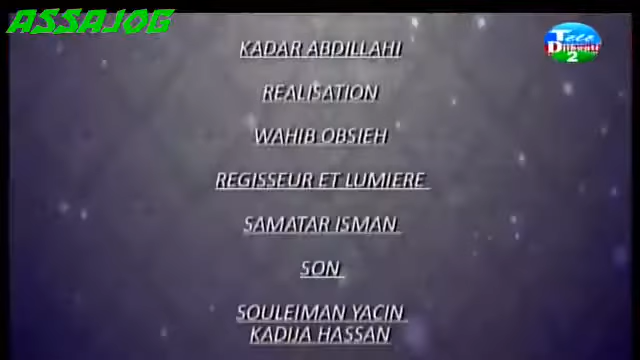 ASSAJOG
Tele
Djibouti
2
KADAR ABDILLAHI
REALISATION
WAHIB OBSIEH
REGISSEUR ET LUMIERE
SAMATAR ISMAN
SON
SOULEIMAN YACIN
KADIJA HASSAN